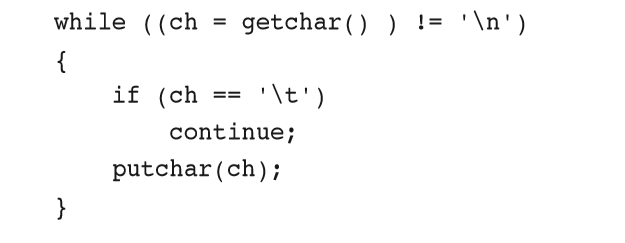 while ((ch = getchar() ) != '\n')
{
    if (ch == '\t')
        continue;
    putchar(ch);
}